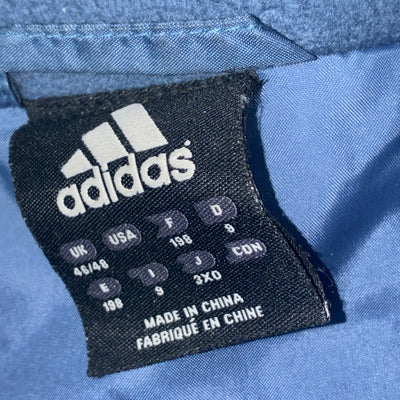 adidas
UK USA F D
46/48 198 9
E I J CDN
198 9 3XO
MADE IN CHINA
FABRIQUÉ EN CHINE